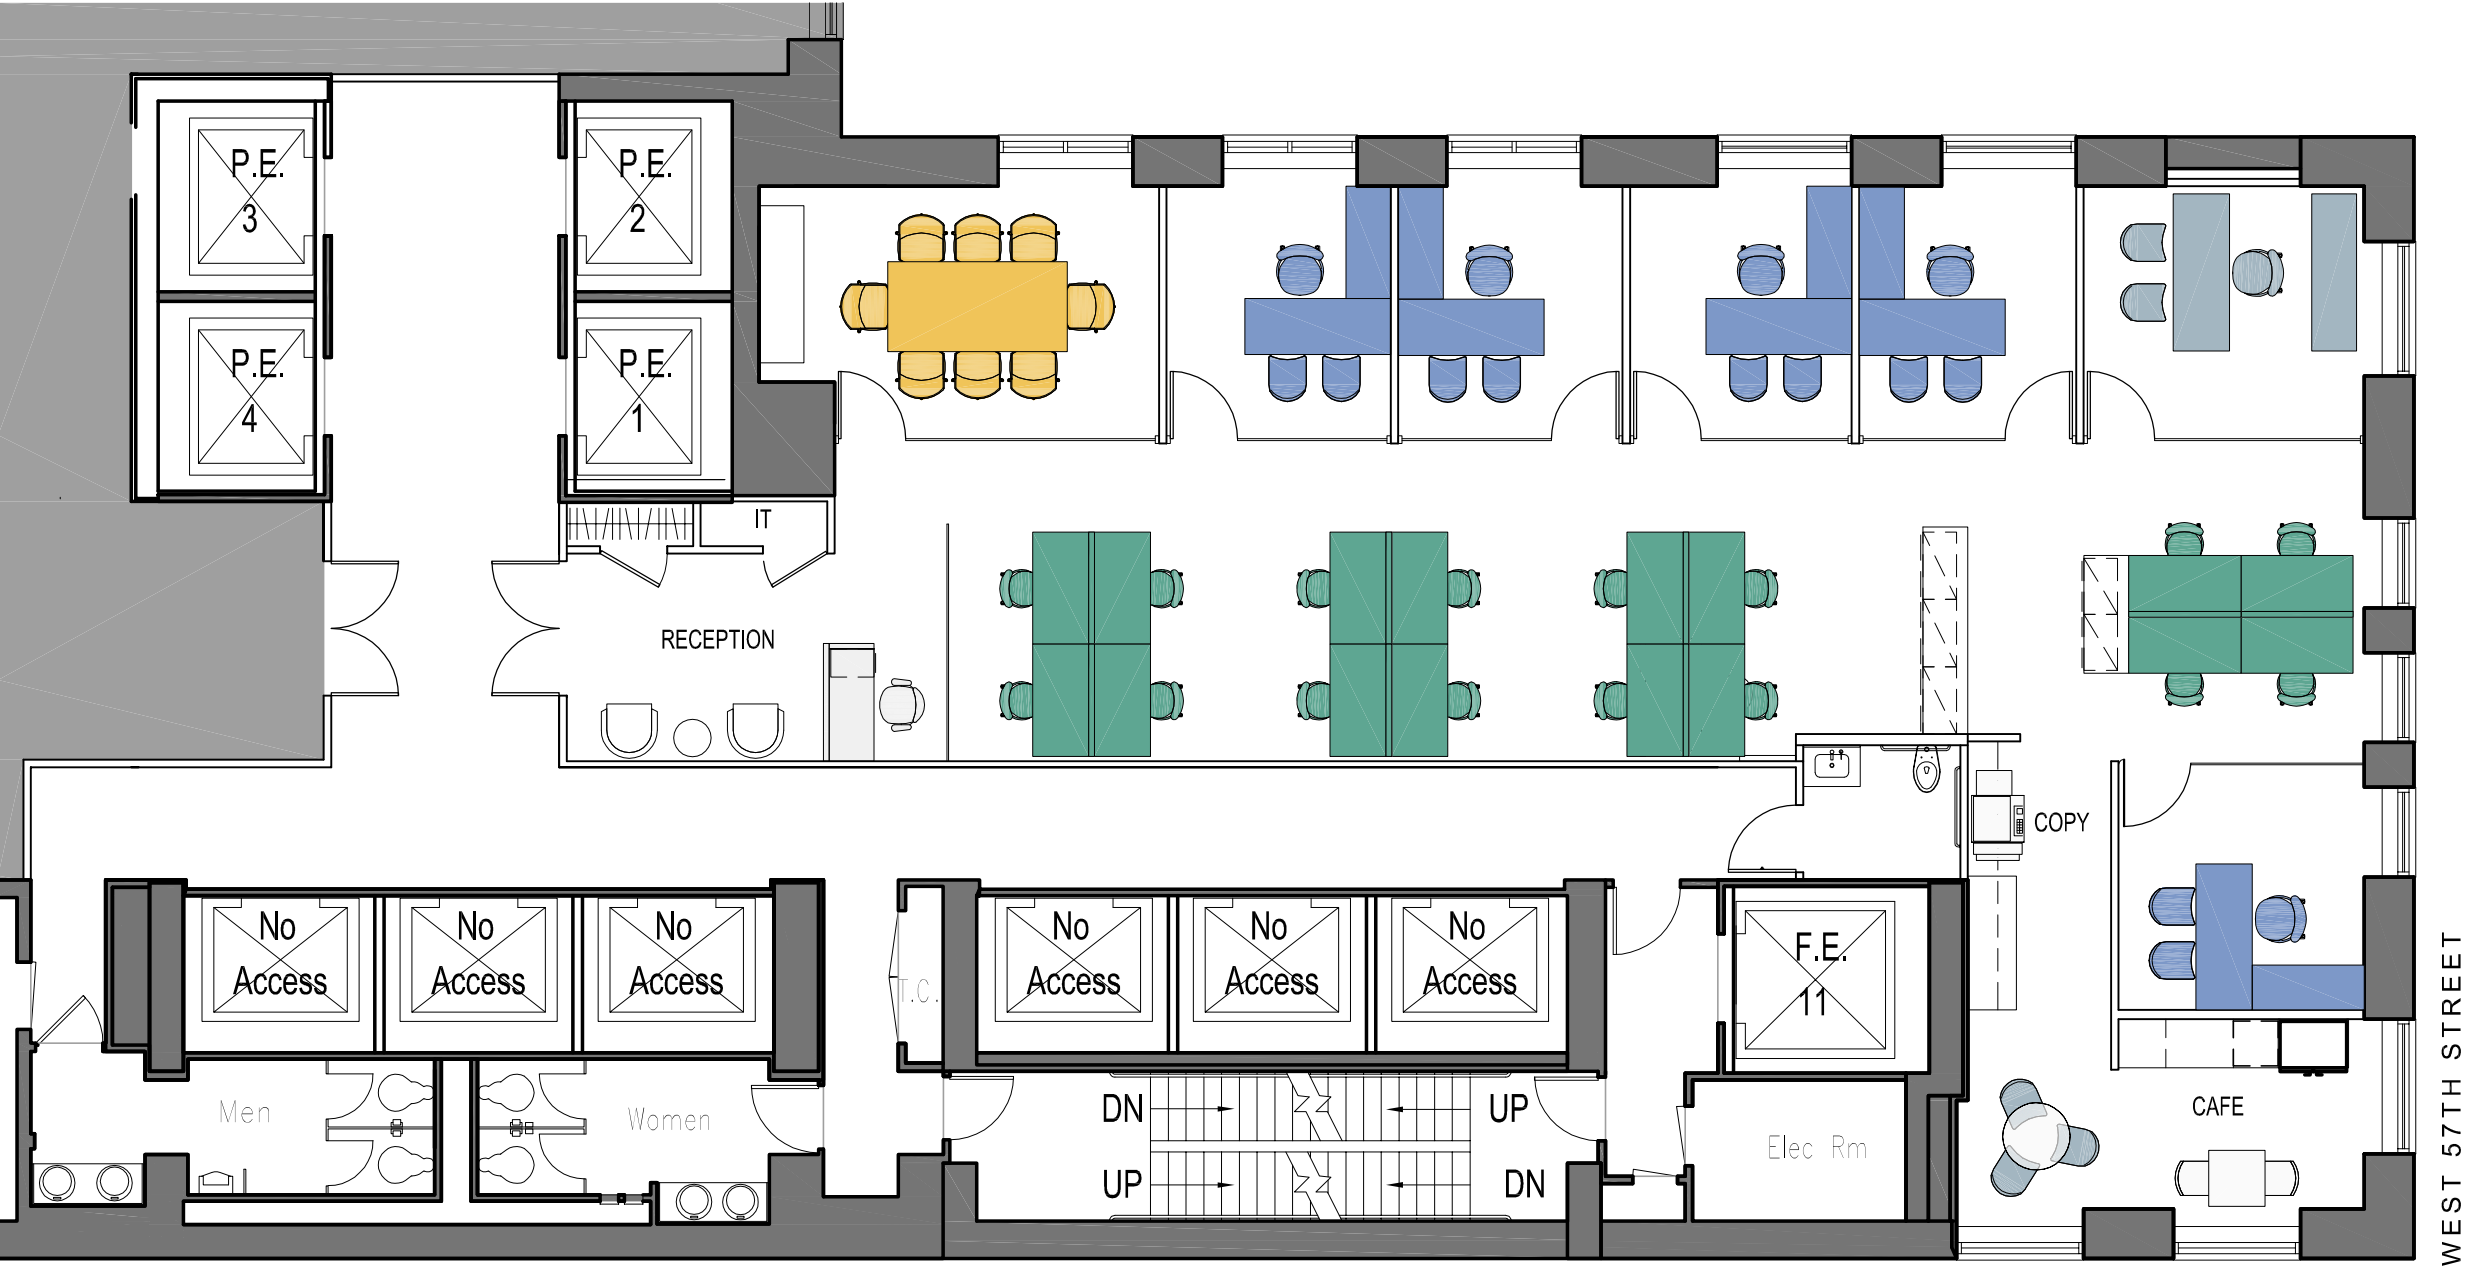 P.E.
3
P.E.
2
P.E.
4
P.E.
1
IT
RECEPTION
COPY
No
Access
No
Access
No
Access
T.C.
No
Access
No
Access
No
Access
F.E.
11
Men
Women
DN
UP
UP
DN
Elec Rm
CAFE
WEST 57TH STREET